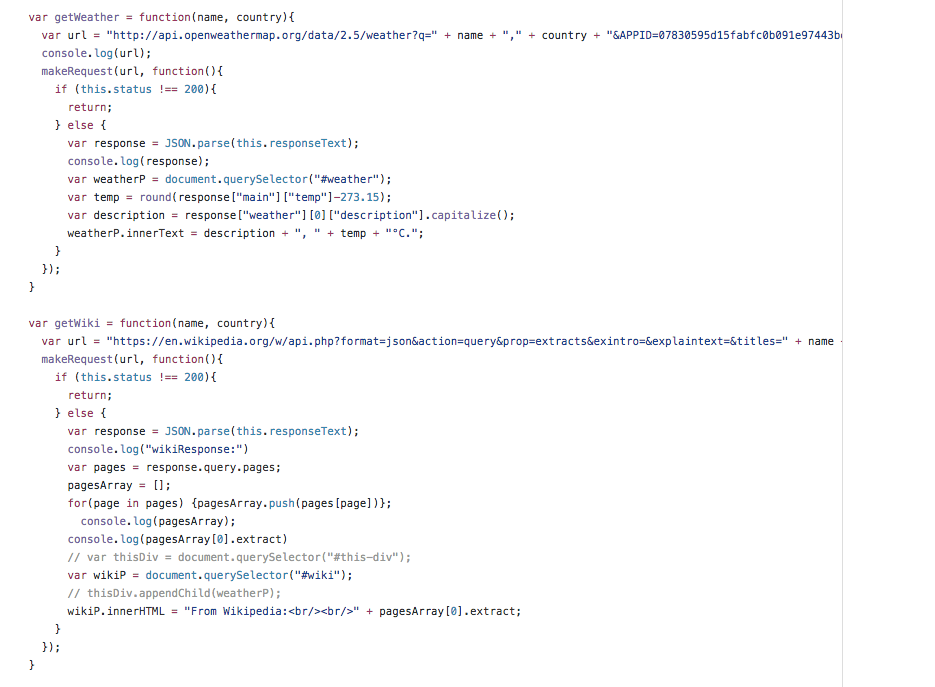 var getWeather = function(name, country){
  var url = "http://api.openweathermap.org/data/2.5/weather?q=" + name + "," + country + "&APPID=07830595d15fabfc0b091e97443b
  console.log(url);
  makeRequest(url, function(){
    if (this.status !== 200){
      return;
    } else {
      var response = JSON.parse(this.responseText);
      console.log(response);
      var weatherP = document.querySelector("#weather");
      var temp = round(response["main"]["temp"]-273.15);
      var description = response["weather"][0]["description"].capitalize();
      weatherP.innerText = description + ", " + temp + "°C.";
    }
  });
}
var getWiki = function(name, country){
  var url = "https://en.wikipedia.org/w/api.php?format=json&action=query&prop=extracts&exintro=&explaintext=&titles=" + name
  makeRequest(url, function(){
    if (this.status !== 200){
      return;
    } else {
      var response = JSON.parse(this.responseText);
      console.log("wikiResponse:")
      var pages = response.query.pages;
      pagesArray = [];
      for(page in pages) {pagesArray.push(pages[page])};
        console.log(pagesArray);
      console.log(pagesArray[0].extract)
      // var thisDiv = document.querySelector("#this-div");
      var wikiP = document.querySelector("#wiki");
      // thisDiv.appendChild(weatherP);
      wikiP.innerHTML = "From Wikipedia:<br/><br/>" + pagesArray[0].extract;
    }
  });
}